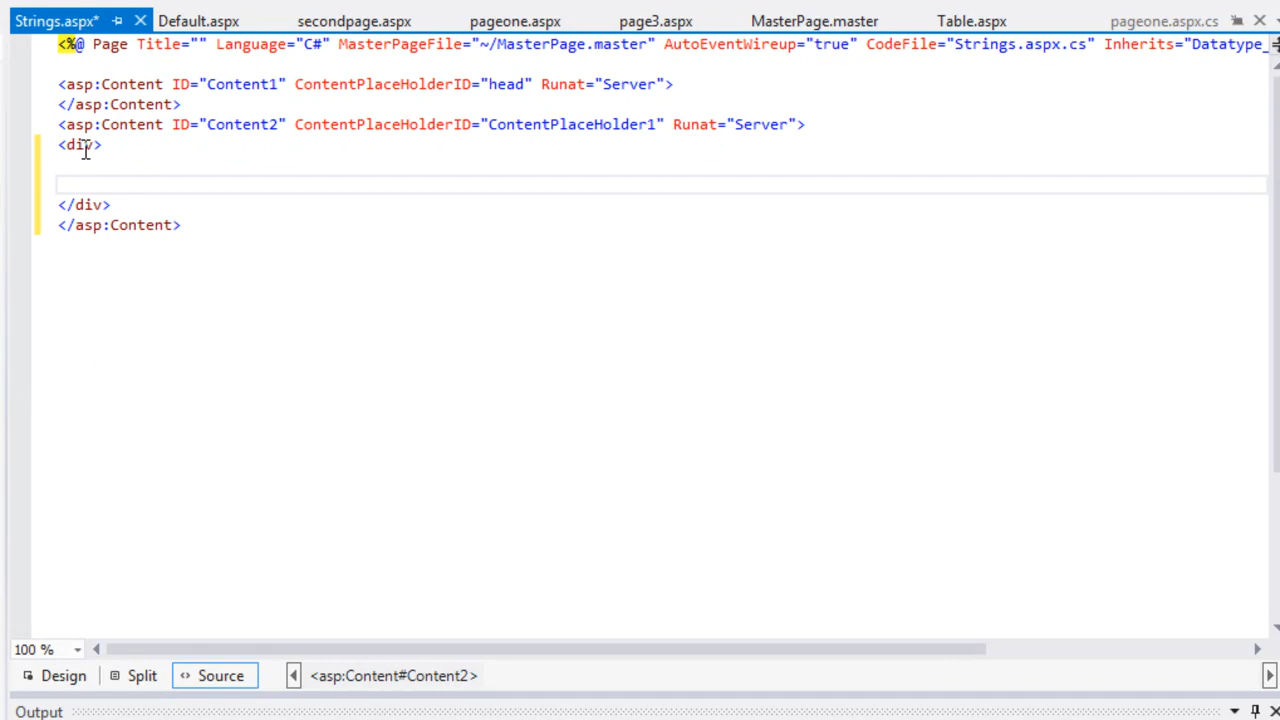 Strings.aspx* Default.aspx secondpage.aspx pageone.aspx page3.aspx MasterPage.master Table.aspx pageone.aspx.cs
<%@ Page Title="" Language="C#" MasterPageFile="~/MasterPage.master" AutoEventWireup="true" CodeFile="Strings.aspx.cs" Inherits="Datatype_
<asp:Content ID="Content1" ContentPlaceHolderID="head" Runat="Server">
</asp:Content>
<asp:Content ID="Content2" ContentPlaceHolderID="ContentPlaceHolder1" Runat="Server">
<div>
</div>
</asp:Content>
100 %
Design Split Source <asp:Content#Content2>
Output